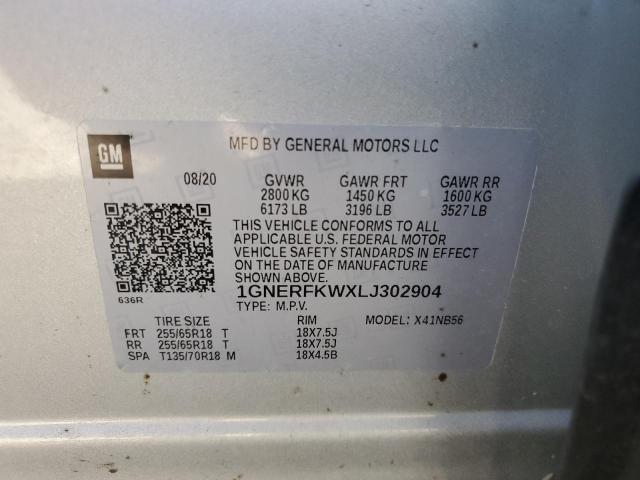 GM
MFD BY GENERAL MOTORS LLC
08/20 GVWR GAWR FRT GAWR RR
2800 KG 1450 KG 1600 KG
6173 LB 3196 LB 3527 LB
THIS VEHICLE CONFORMS TO ALL
APPLICABLE U.S. FEDERAL MOTOR
VEHICLE SAFETY STANDARDS IN EFFECT
ON THE DATE OF MANUFACTURE
SHOWN ABOVE.
636R
1GNERFKWXLJ302904
TYPE: M.P.V.
TIRE SIZE RIM MODEL: X41NB56
FRT 255/65R18 T 18X7.5J
RR 255/65R18 T 18X7.5J
SPA T135/70R18 M 18X4.5B